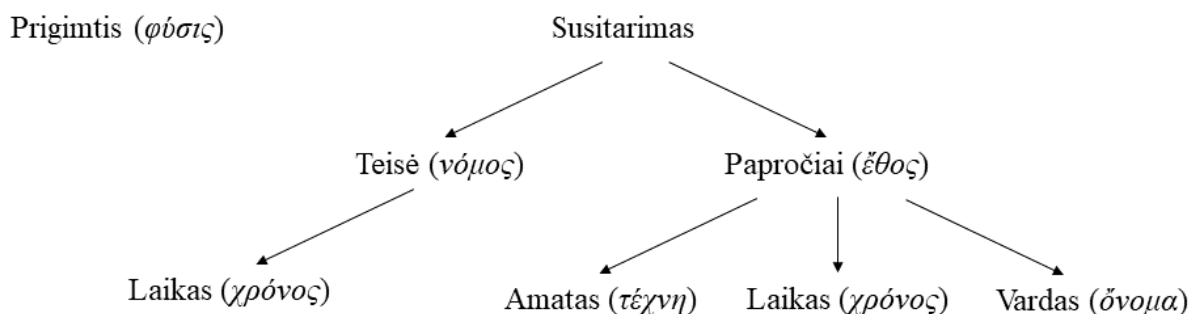 Prigimtis (φύσις) Susitarimas
Teisė (νόμος) Papročiai (ἔθος)
Laikas (χρόνος) Amatas (τέχνη) Laikas (χρόνος) Vardas (ὄνομα)